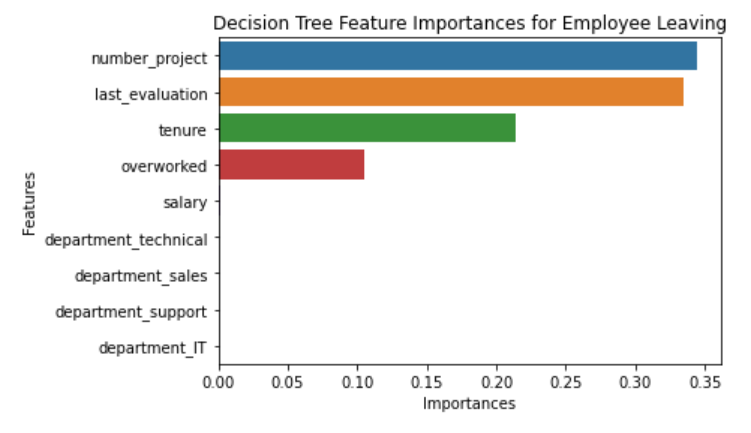 Decision Tree Feature Importances for Employee Leaving
Features
number_project
last_evaluation
tenure
overworked
salary
department_technical
department_sales
department_support
department_IT
0.00 0.05 0.10 0.15 0.20 0.25 0.30 0.35
Importances